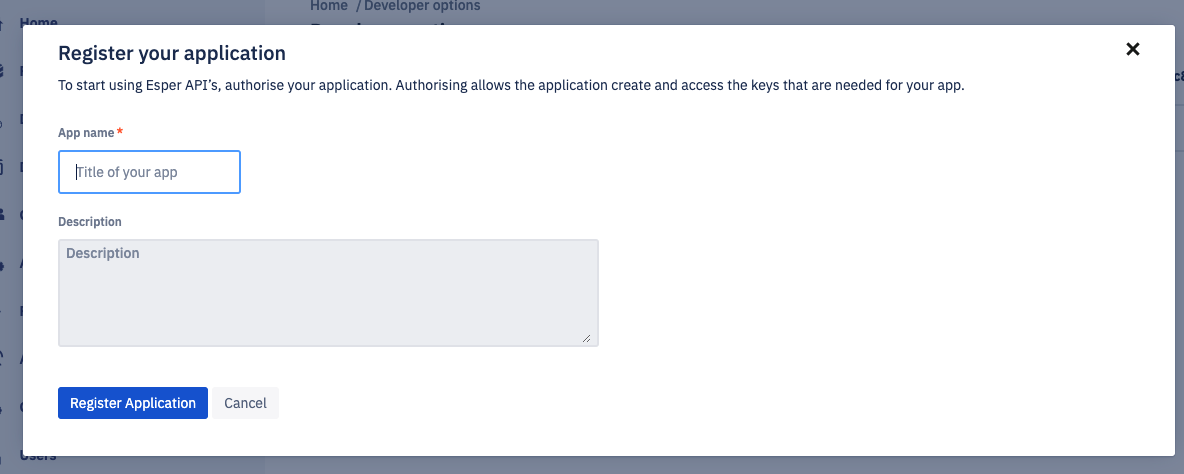 Home / Developer options
Home
Register your application
To start using Esper API's, authorise your application. Authorising allows the application create and access the keys that are needed for your app.
App name *
Title of your app
Description
Description
Register Application Cancel
Users